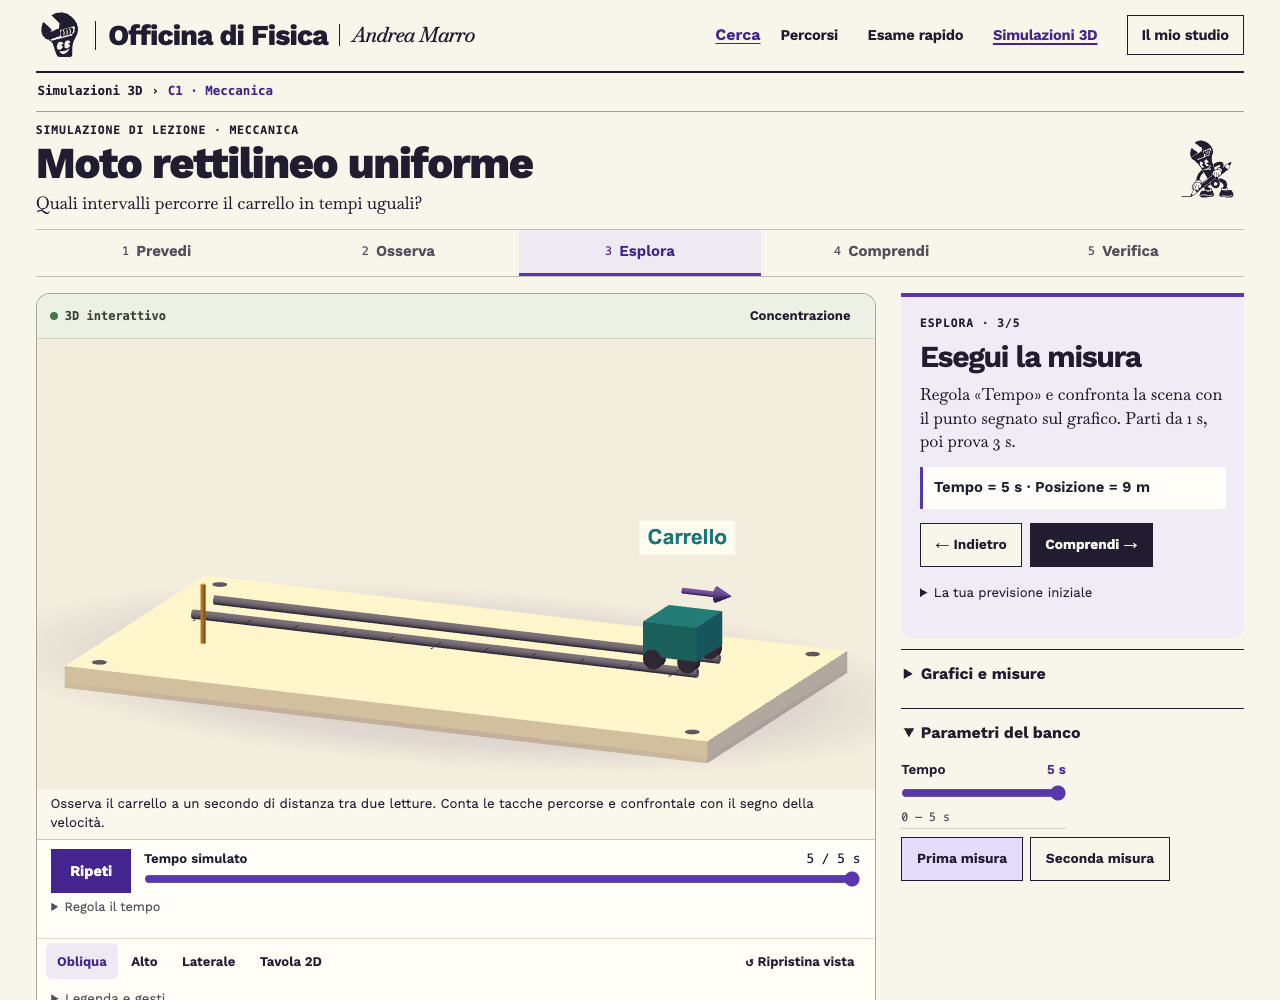 Officina di Fisica
Andrea Marro
Cerca
Percorsi
Esame rapido
Simulazioni 3D
Il mio studio
Simulazioni 3D › C1 · Meccanica
SIMULAZIONE DI LEZIONE · MECCANICA
Moto rettilineo uniforme
Quali intervalli percorre il carrello in tempi uguali?
1 Prevedi
2 Osserva
3 Esplora
4 Comprendi
5 Verifica
3D interattivo
Concentrazione
Carrello
Osserva il carrello a un secondo di distanza tra due letture. Conta le tacche percorse e confrontale con il segno della
velocità.
Ripeti
Tempo simulato
5 / 5 s
▶ Regola il tempo
Obliqua
Alto
Laterale
Tavola 2D
↺ Ripristina vista
▶ Legenda e gesti
ESPLORA · 3/5
Esegui la misura
Regola «Tempo» e confronta la scena con
il punto segnato sul grafico. Parti da 1 s,
poi prova 3 s.
Tempo = 5 s · Posizione = 9 m
← Indietro
Comprendi →
▶ La tua previsione iniziale
▶ Grafici e misure
▼ Parametri del banco
Tempo
5 s
0 — 5 s
Prima misura
Seconda misura